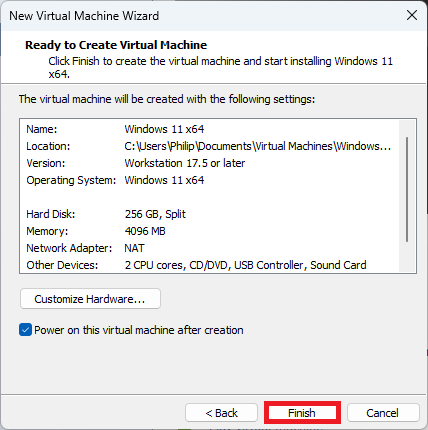 New Virtual Machine Wizard
Ready to Create Virtual Machine
Click Finish to create the virtual machine and start installing Windows 11
x64.
The virtual machine will be created with the following settings:
Name: Windows 11 x64
Location: C:\Users\Philip\Documents\Virtual Machines\Windows...
Version: Workstation 17.5 or later
Operating System: Windows 11 x64
Hard Disk: 256 GB, Split
Memory: 4096 MB
Network Adapter: NAT
Other Devices: 2 CPU cores, CD/DVD, USB Controller, Sound Card
Customize Hardware...
Power on this virtual machine after creation
< Back Finish Cancel